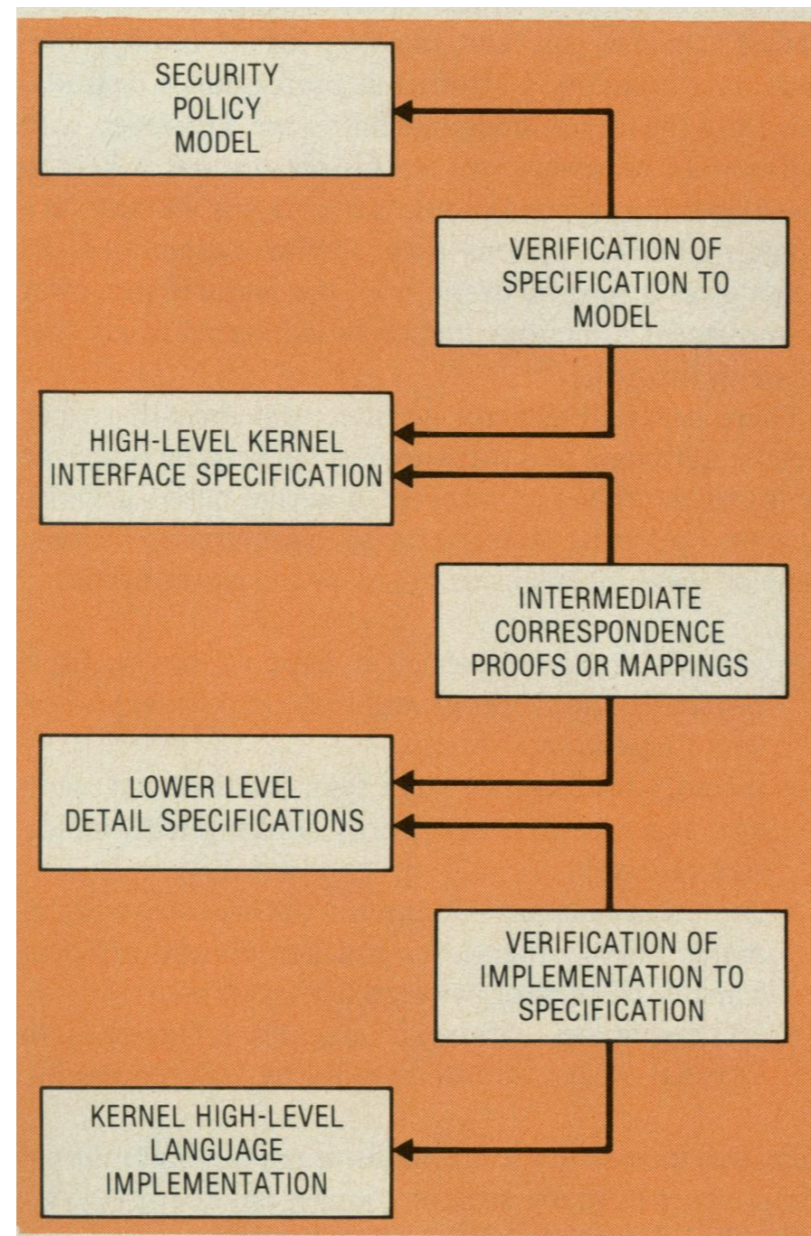 SECURITY
POLICY
MODEL
VERIFICATION OF
SPECIFICATION TO
MODEL
HIGH-LEVEL KERNEL
INTERFACE SPECIFICATION
INTERMEDIATE
CORRESPONDENCE
PROOFS OR MAPPINGS
LOWER LEVEL
DETAIL SPECIFICATIONS
VERIFICATION OF
IMPLEMENTATION TO
SPECIFICATION
KERNEL HIGH-LEVEL
LANGUAGE
IMPLEMENTATION